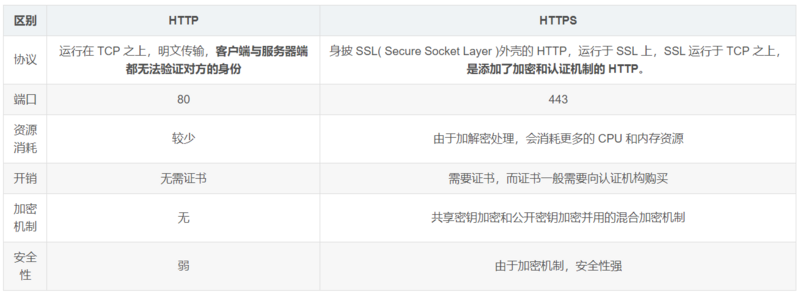 区别 HTTP HTTPS
协议 运行在 TCP 之上，明文传输，客户端与服务器端 身披 SSL( Secure Socket Layer )外壳的 HTTP，运行于 SSL 上，SSL 运行于 TCP 之上，
都无法验证对方的身份 是添加了加密和认证机制的 HTTP。
端口 80 443
资源
消耗 较少 由于加解密处理，会消耗更多的 CPU 和内存资源
开销 无需证书 需要证书，而证书一般需要向认证机构购买
加密
机制 无 共享密钥加密和公开密钥加密并用的混合加密机制
安全
性 弱 由于加密机制，安全性强